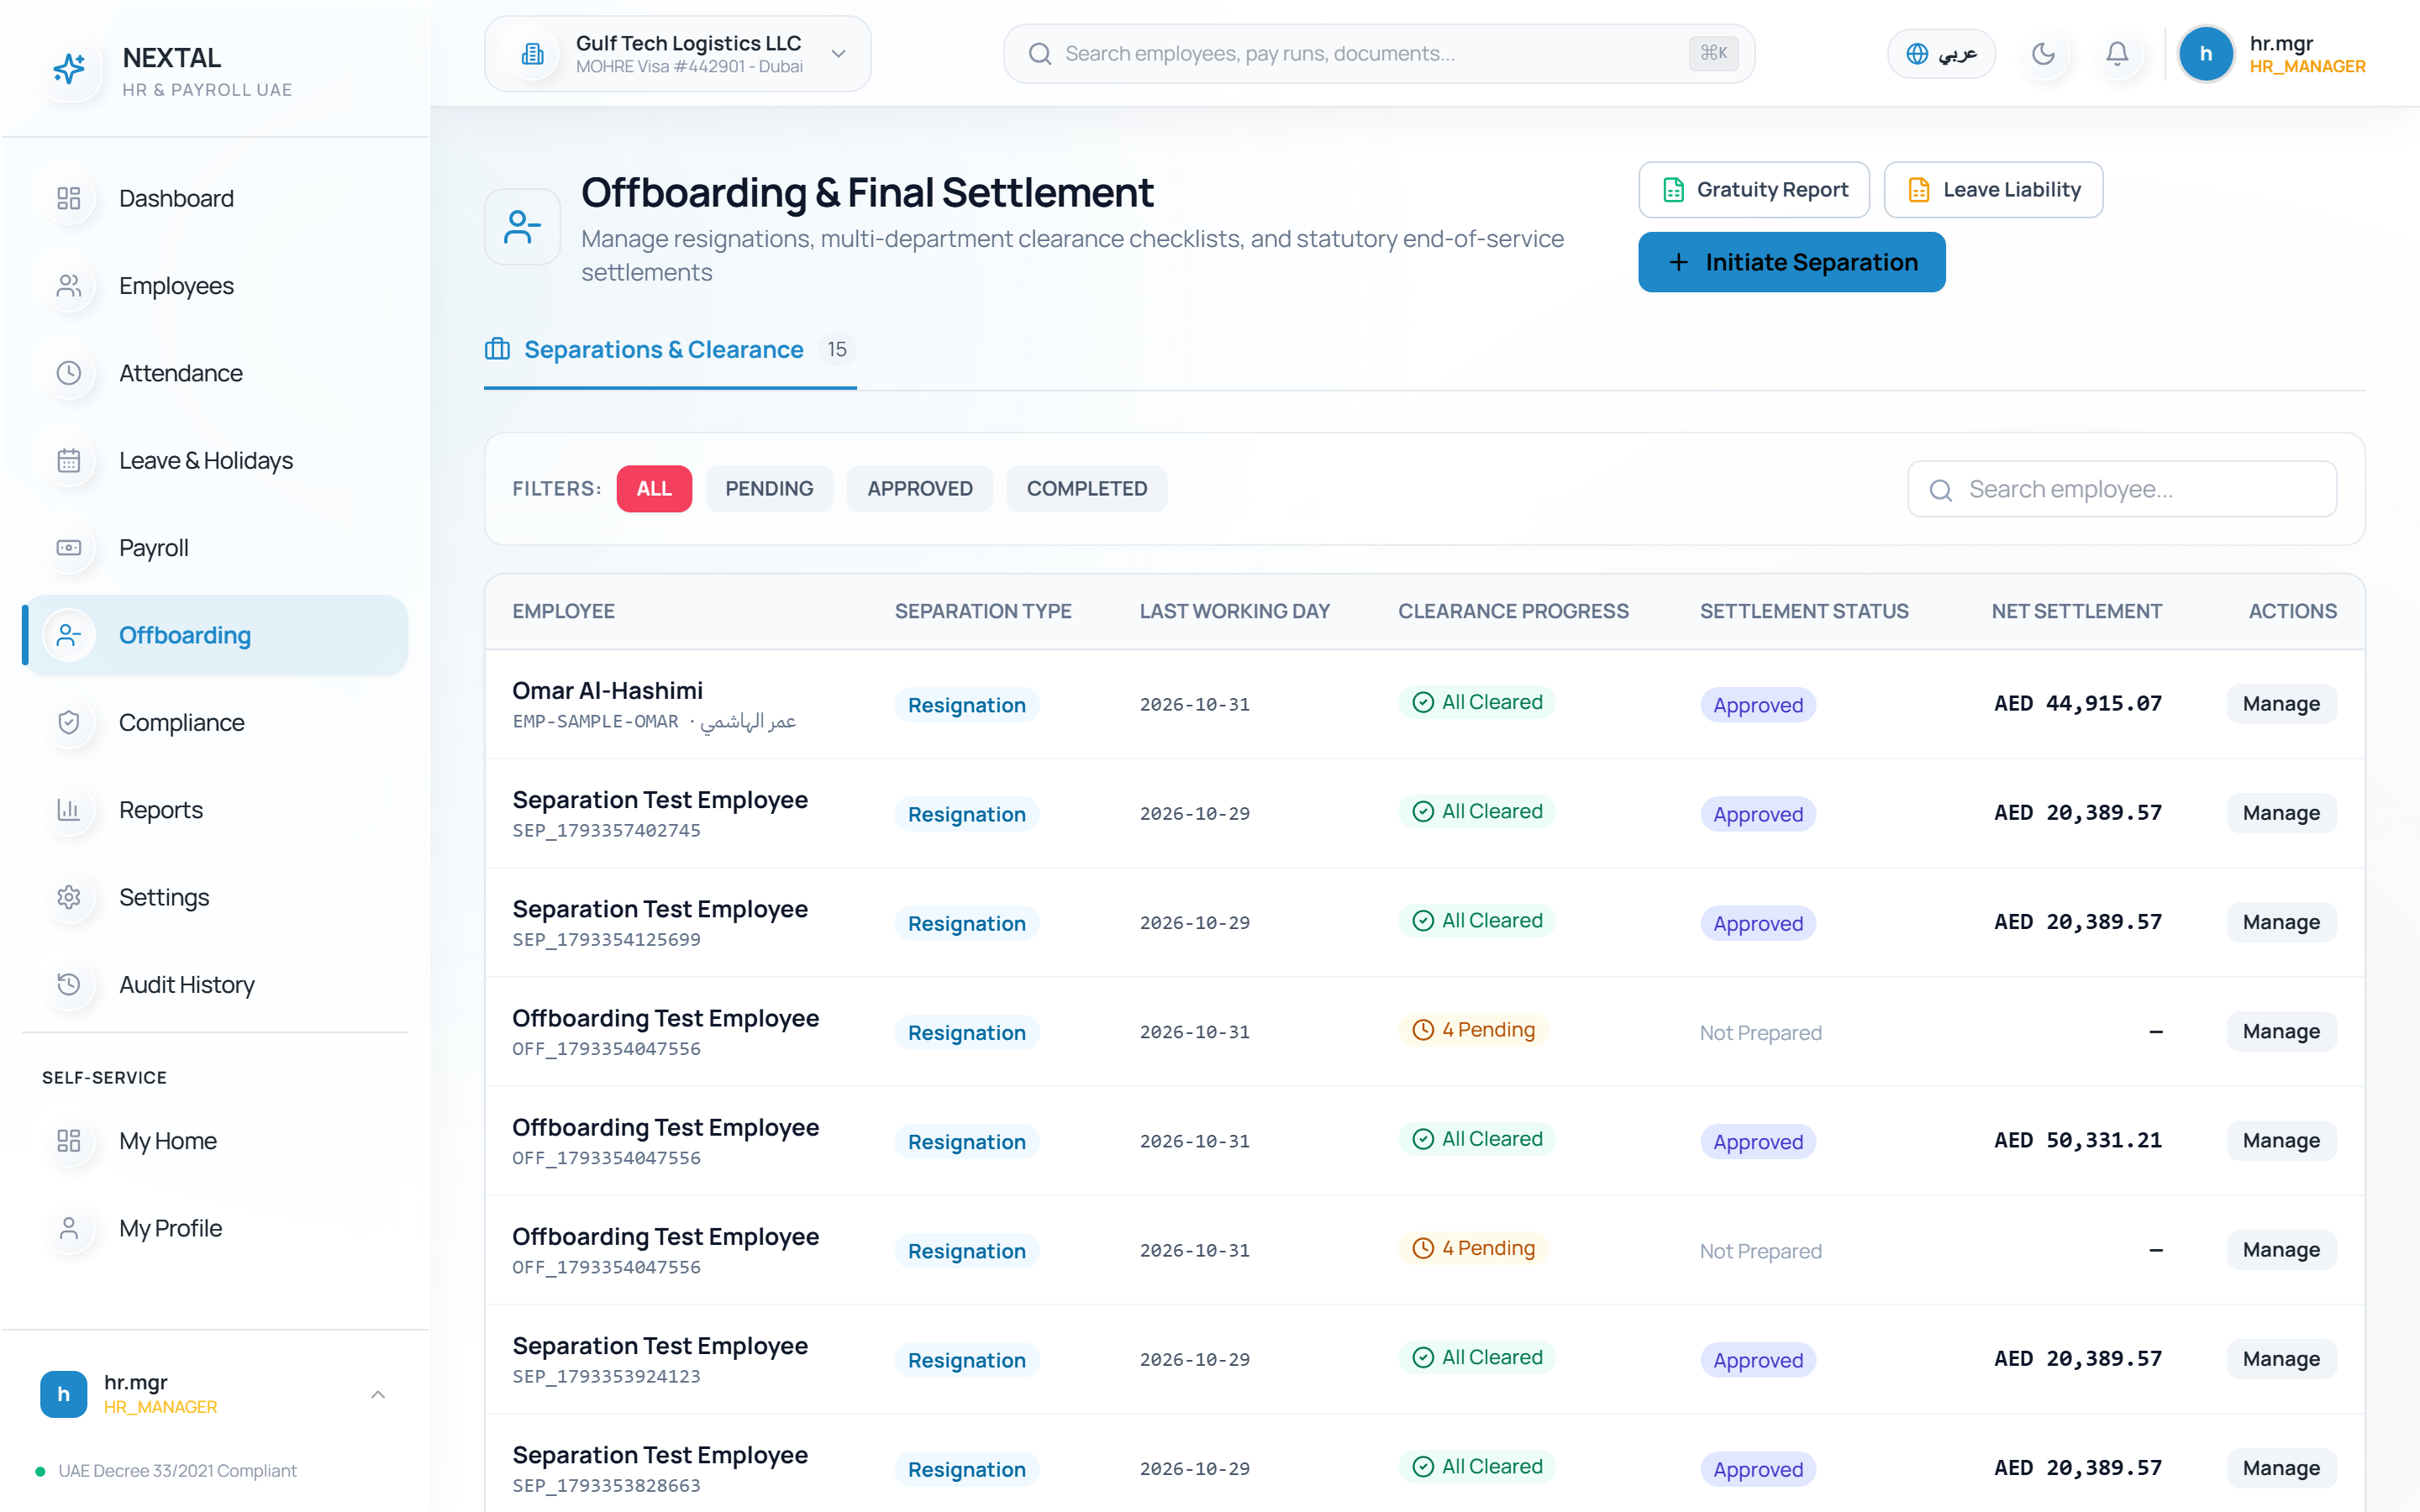 NEXTAL
HR & PAYROLL UAE
Dashboard
Employees
Attendance
Leave & Holidays
Payroll
Offboarding
Compliance
Reports
Settings
Audit History
SELF-SERVICE
My Home
My Profile
h
hr.mgr
HR_MANAGER
UAE Decree 33/2021 Compliant
Gulf Tech Logistics LLC
MOHRE Visa #442901 - Dubai
Search employees, pay runs, documents...
⌘K
عربي
h
hr.mgr
HR_MANAGER
Offboarding & Final Settlement
Manage resignations, multi-department clearance checklists, and statutory end-of-service
settlements
Gratuity Report
Leave Liability
Initiate Separation
Separations & Clearance 15
FILTERS: ALL PENDING APPROVED COMPLETED
Search employee...
EMPLOYEE SEPARATION TYPE LAST WORKING DAY CLEARANCE PROGRESS SETTLEMENT STATUS NET SETTLEMENT ACTIONS
Omar Al-Hashimi
EMP-SAMPLE-OMAR · عمر الهاشمي
Resignation 2026-10-31 All Cleared Approved AED 44,915.07 Manage
Separation Test Employee
SEP_1793357402745
Resignation 2026-10-29 All Cleared Approved AED 20,389.57 Manage
Separation Test Employee
SEP_1793354125699
Resignation 2026-10-29 All Cleared Approved AED 20,389.57 Manage
Offboarding Test Employee
OFF_1793354047556
Resignation 2026-10-31 4 Pending Not Prepared – Manage
Offboarding Test Employee
OFF_1793354047556
Resignation 2026-10-31 All Cleared Approved AED 50,331.21 Manage
Offboarding Test Employee
OFF_1793354047556
Resignation 2026-10-31 4 Pending Not Prepared – Manage
Separation Test Employee
SEP_1793353924123
Resignation 2026-10-29 All Cleared Approved AED 20,389.57 Manage
Separation Test Employee
SEP_1793353828663
Resignation 2026-10-29 All Cleared Approved AED 20,389.57 Manage